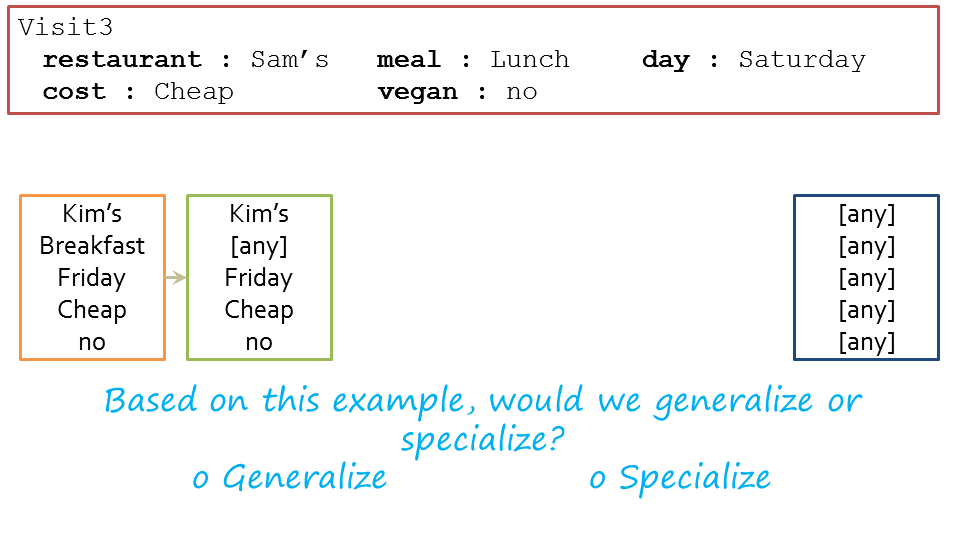 Visit3
restaurant : Sam’s meal : Lunch day : Saturday
cost : Cheap vegan : no
Kim’s
Breakfast
Friday
Cheap
no
Kim’s
[any]
Friday
Cheap
no
[any]
[any]
[any]
[any]
[any]
Based on this example, would we generalize or
specialize?
o Generalize o Specialize